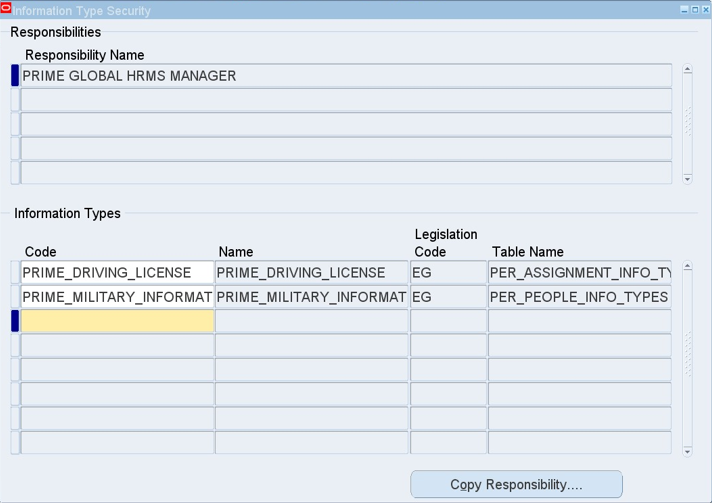 Information Type Security
Responsibilities
Responsibility Name
PRIME GLOBAL HRMS MANAGER
Information Types
Legislation
Code Name Code Table Name
PRIME_DRIVING_LICENSE PRIME_DRIVING_LICENSE EG PER_ASSIGNMENT_INFO_TY
PRIME_MILITARY_INFORMAT PRIME_MILITARY_INFORMAT EG PER_PEOPLE_INFO_TYPES
Copy Responsibility....